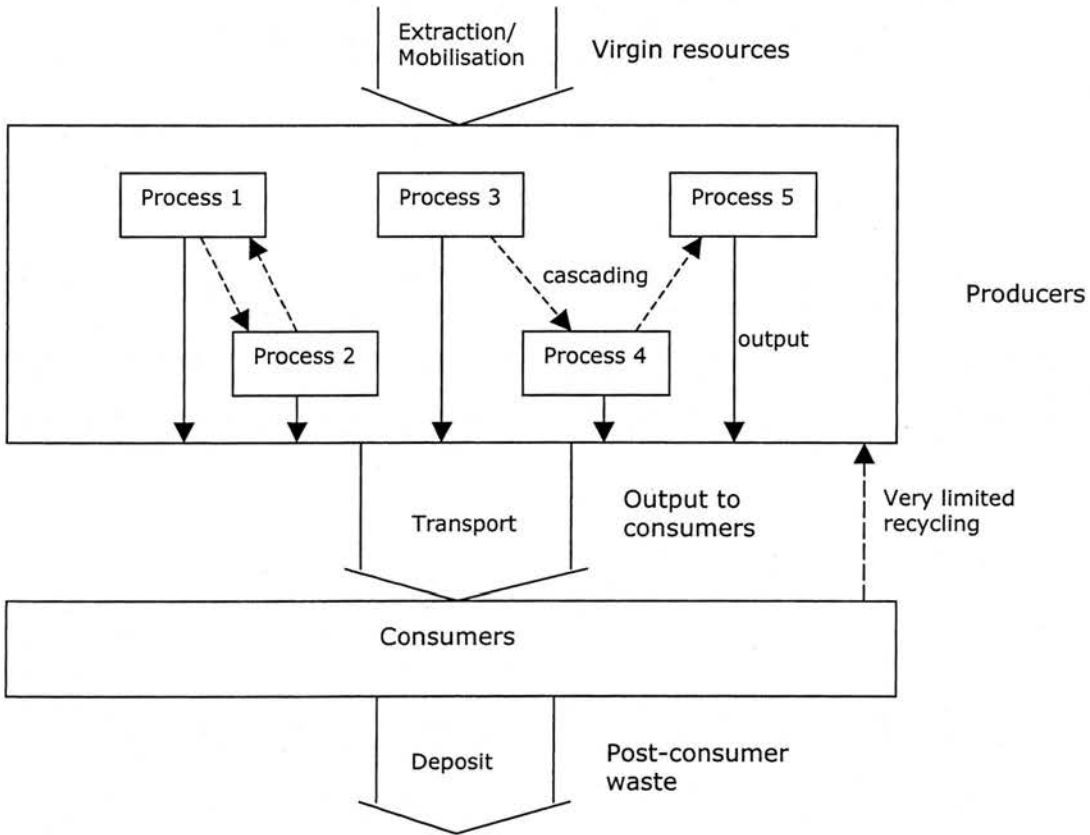 Extraction/
Mobilisation
Virgin resources
Process 1
Process 3
Process 5
cascading
Producers
Process 2
Process 4
output
Transport
Output to
consumers
Very limited
recycling
Consumers
Deposit
Post-consumer
waste